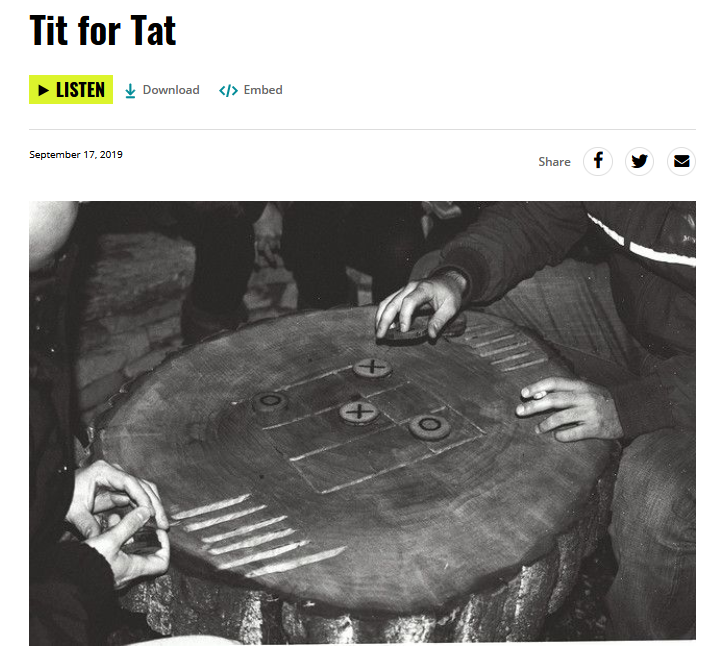 Tit for Tat
LISTEN Download Embed
September 17, 2019
Share